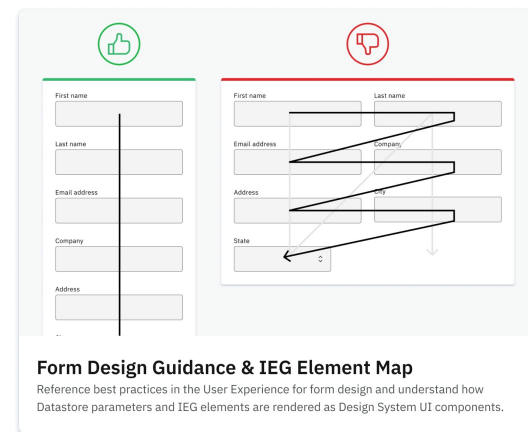 First name
Last name
Email address
Company
Address
First name Last name
Email address Company
Address City
State
Form Design Guidance & IEG Element Map
Reference best practices in the User Experience for form design and understand how
Datastore parameters and IEG elements are rendered as Design System UI components.